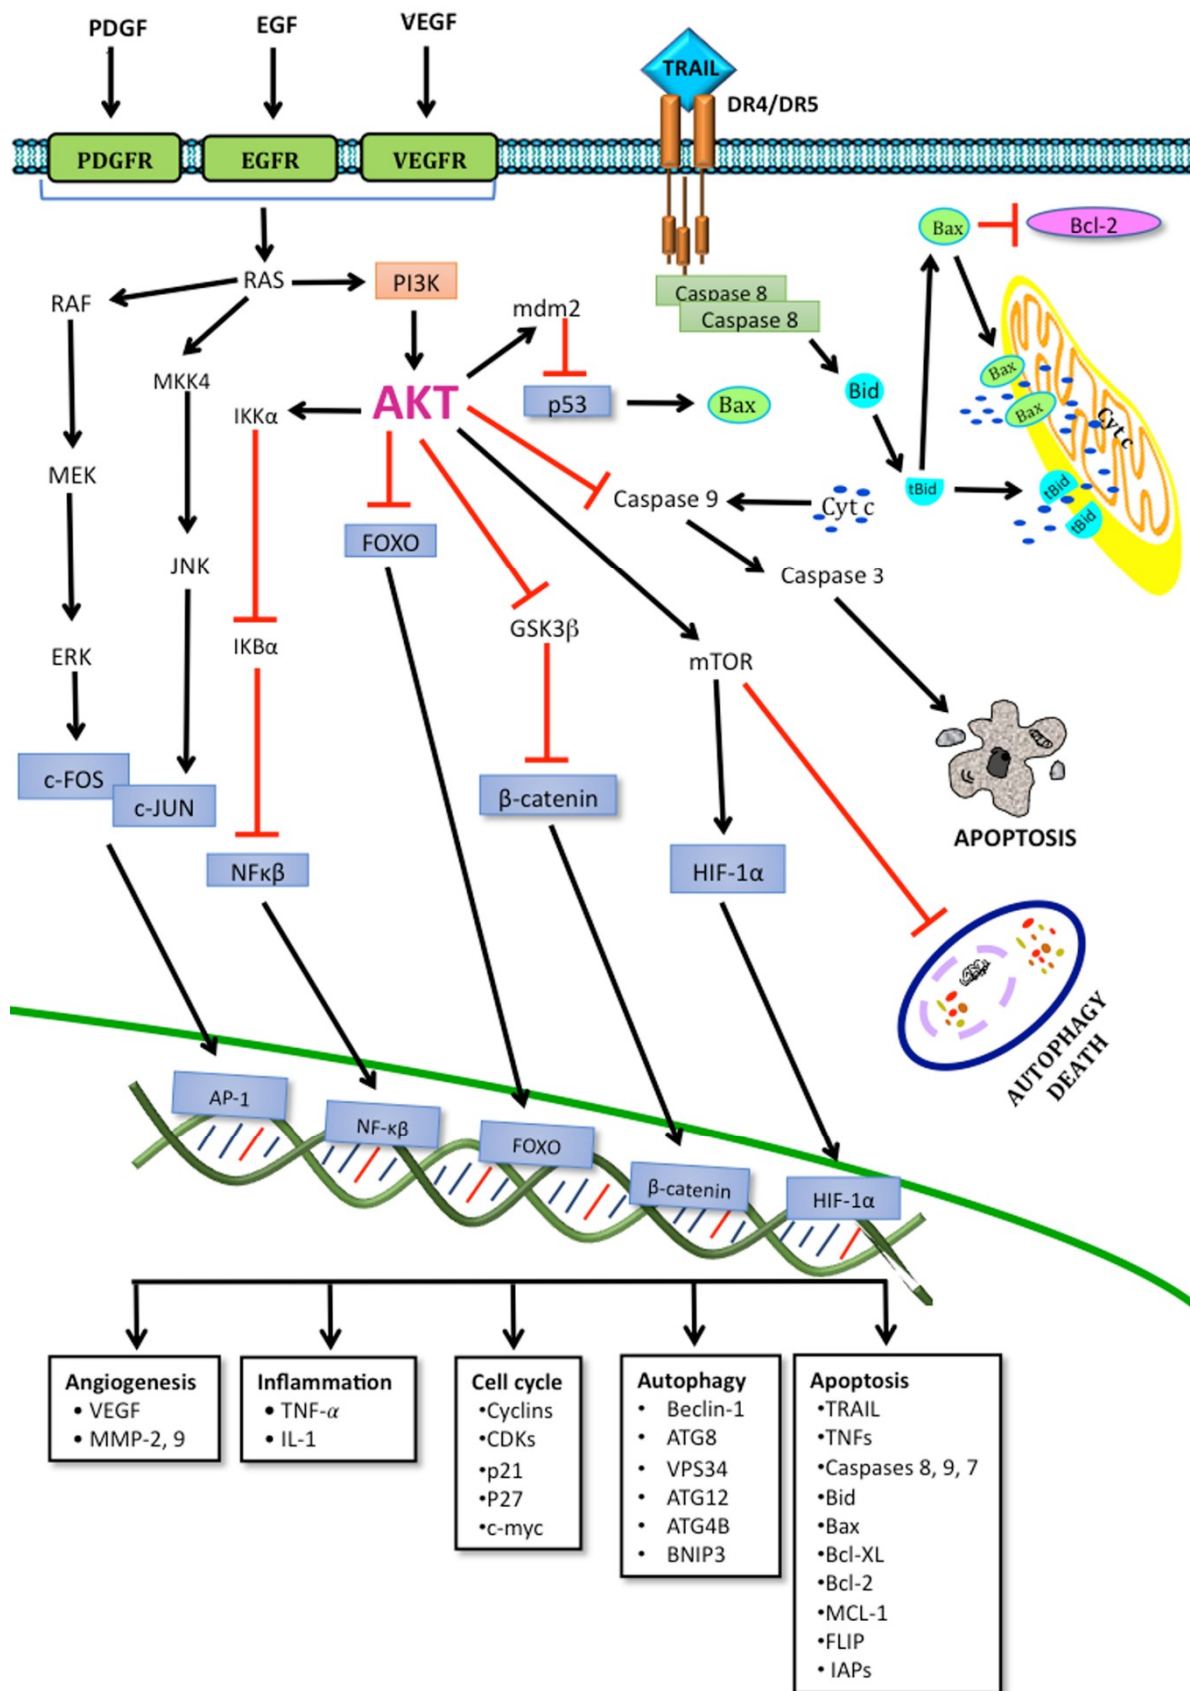 PDGF
EGF
VEGF
TRAIL
DR4/DR5
PDGFR
EGFR
VEGFR
Bax
Bcl-2
RAS
RAF
PI3K
Caspase 8
Caspase 8
mdm2
MKK4
AKT
IKKα
p53
Bax
Bid
Bax
Bax
Cyt c
MEK
Caspase 9
Cyt c
tBid
tBid
tBid
FOXO
JNK
Caspase 3
GSK3β
IKBα
ERK
mTOR
c-FOS
c-JUN
β-catenin
APOPTOSIS
NFκβ
HIF-1α
AUTOPHAGY
DEATH
AP-1
NF-κβ
FOXO
β-catenin
HIF-1α
Angiogenesis
• VEGF
• MMP-2, 9
Inflammation
• TNF-α
• IL-1
Cell cycle
•Cyclins
•CDKs
•p21
•P27
•c-myc
Autophagy
• Beclin-1
• ATG8
• VPS34
• ATG12
• ATG4B
• BNIP3
Apoptosis
•TRAIL
•TNFs
•Caspases 8, 9, 7
•Bid
•Bax
•Bcl-XL
•Bcl-2
•MCL-1
•FLIP
• IAPs